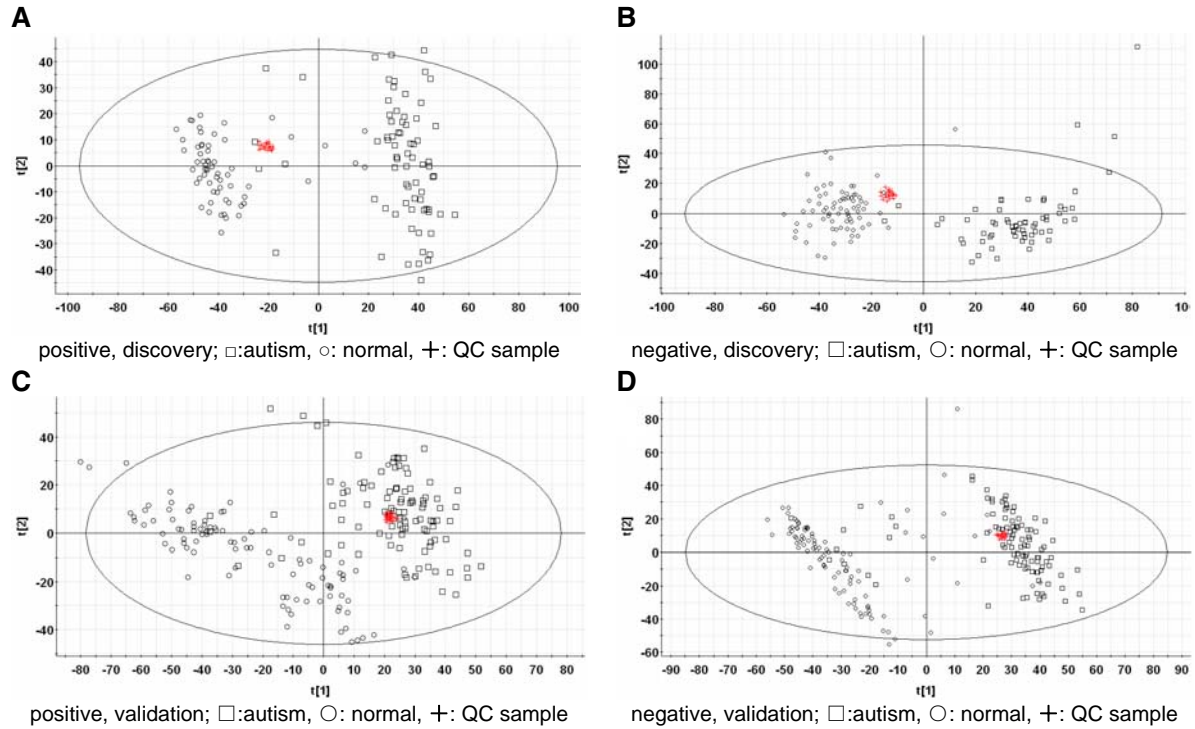 A
t[2]
40
30
20
10
0
-10
-20
-30
-40
-100 -80 -60 -40 -20 0 20 40 60 80 100
t[1]
positive, discovery; □:autism, ○: normal, +: QC sample
B
t[2]
100
80
60
40
20
0
-20
-40
-100 -80 -60 -40 -20 0 20 40 60 80 10
t[1]
negative, discovery; □:autism, ○: normal, +: QC sample
C
t[2]
40
20
0
-20
-40
-80 -70 -60 -50 -40 -30 -20 -10 0 10 20 30 40 50 60 70 80
t[1]
positive, validation; □:autism, ○: normal, +: QC sample
D
t[2]
80
60
40
20
0
-20
-40
-60
-90 -80 -70 -60 -50 -40 -30 -20 -10 0 10 20 30 40 50 60 70 80 90
t[1]
negative, validation; □:autism, ○: normal, +: QC sample